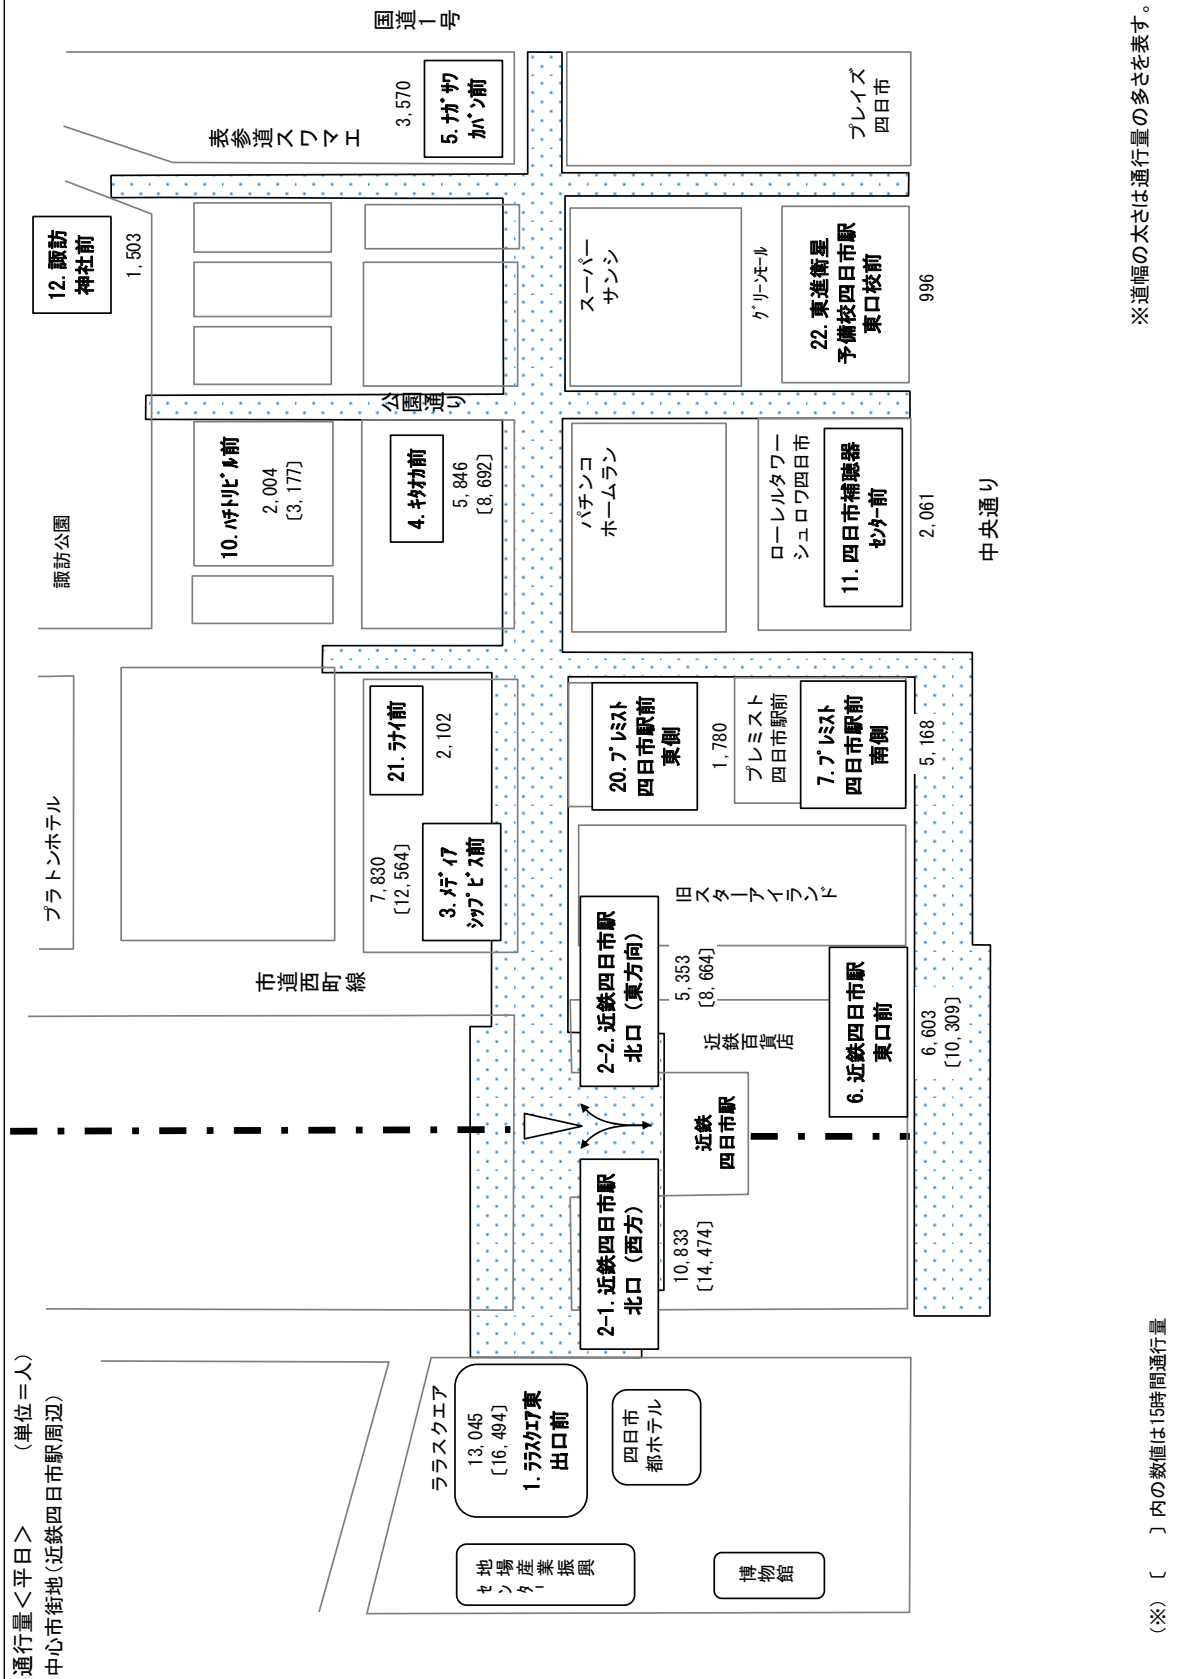 通行量＜平日＞　（単位＝人）
中心市街地（近鉄四日市駅周辺）
国道
1号
表参道スワマエ
3,570
5. ﾅｶﾞｻﾜ
ｶﾊﾞﾝ前
プレイズ
四日市
12. 諏訪
神社前
1,503
スーパー
サンシ
ｸﾞﾘｰﾝﾓｰﾙ
22. 東進衛星
予備校四日市駅
東口校前
996
公園通り
諏訪公園
10. ﾊﾁﾄﾘﾋﾞﾙ前
2,004
〔3,177〕
4. ｷﾀｵｶ前
5,846
〔8,692〕
パチンコ
ホームラン
ローレルタワー
シュロワ四日市
11. 四日市補聴器
ｾﾝﾀｰ前
2,061
中央通り
プラトンホテル
21. ﾗﾅｲ前
2,102
7,830
〔12,564〕
3. ﾒﾃﾞｨｱ
ｼｯﾌﾟﾋﾞｽ前
20. ﾌﾟﾚﾐｽﾄ
四日市駅前
東側
1,780
プレミスト
四日市駅前
7. ﾌﾟﾚﾐｽﾄ
四日市駅前
南側
5,168
旧スターアイランド
市道西町線
2-2. 近鉄四日市駅
北口（東方向）
5,353
〔8,664〕
近鉄百貨店
6. 近鉄四日市駅
東口前
6,603
〔10,309〕
近鉄
四日市駅
2-1. 近鉄四日市駅
北口（西方）
10,833
〔14,474〕
ララスクエア
13,045
〔16,494〕
1. ﾗﾗｽｸｴｱ東
出口前
四日市
都ホテル
地場産業振興
センター
博物館
※道幅の太さは通行量の多さを表す。
（※）〔　　〕内の数値は15時間通行量